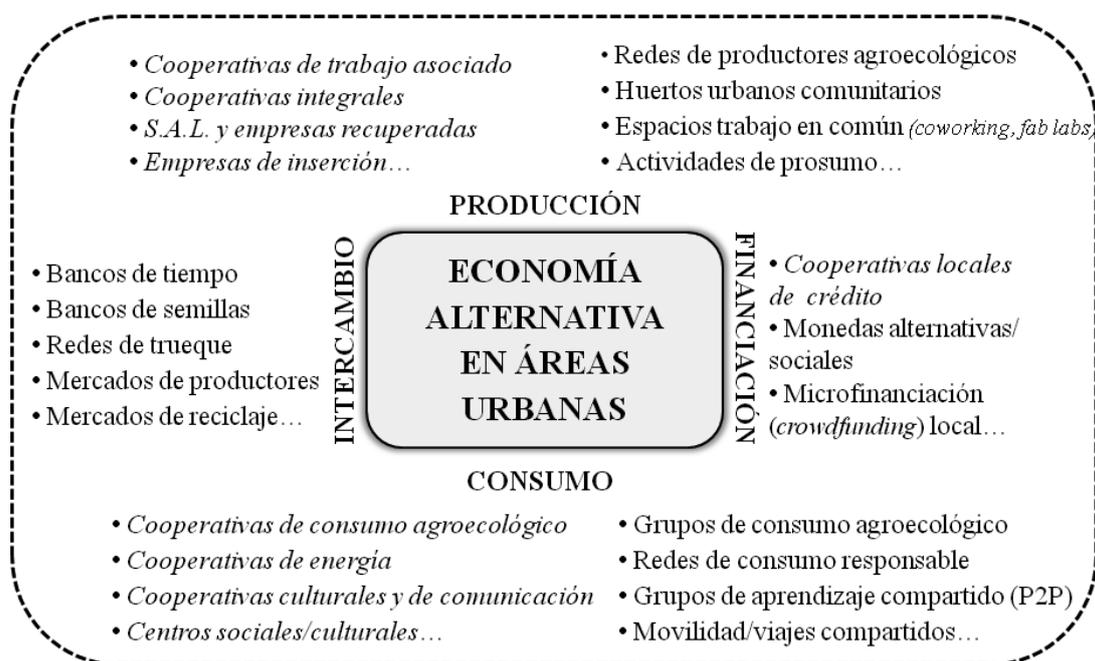 • Cooperativas de trabajo asociado
• Cooperativas integrales
• S.A.L. y empresas recuperadas
• Empresas de inserción…
• Redes de productores agroecológicos
• Huertos urbanos comunitarios
• Espacios trabajo en común (coworking, fab labs)
• Actividades de prosumo…
PRODUCCIÓN
• Bancos de tiempo
• Bancos de semillas
• Redes de trueque
• Mercados de productores
• Mercados de reciclaje…
INTERCAMBIO
ECONOMÍA
ALTERNATIVA
EN ÁREAS
URBANAS
FINANCIACIÓN
• Cooperativas locales
de crédito
• Monedas alternativas/
sociales
• Microfinanciación
(crowdfunding) local…
CONSUMO
• Cooperativas de consumo agroecológico
• Cooperativas de energía
• Cooperativas culturales y de comunicación
• Centros sociales/culturales…
• Grupos de consumo agroecológico
• Redes de consumo responsable
• Grupos de aprendizaje compartido (P2P)
• Movilidad/viajes compartidos…